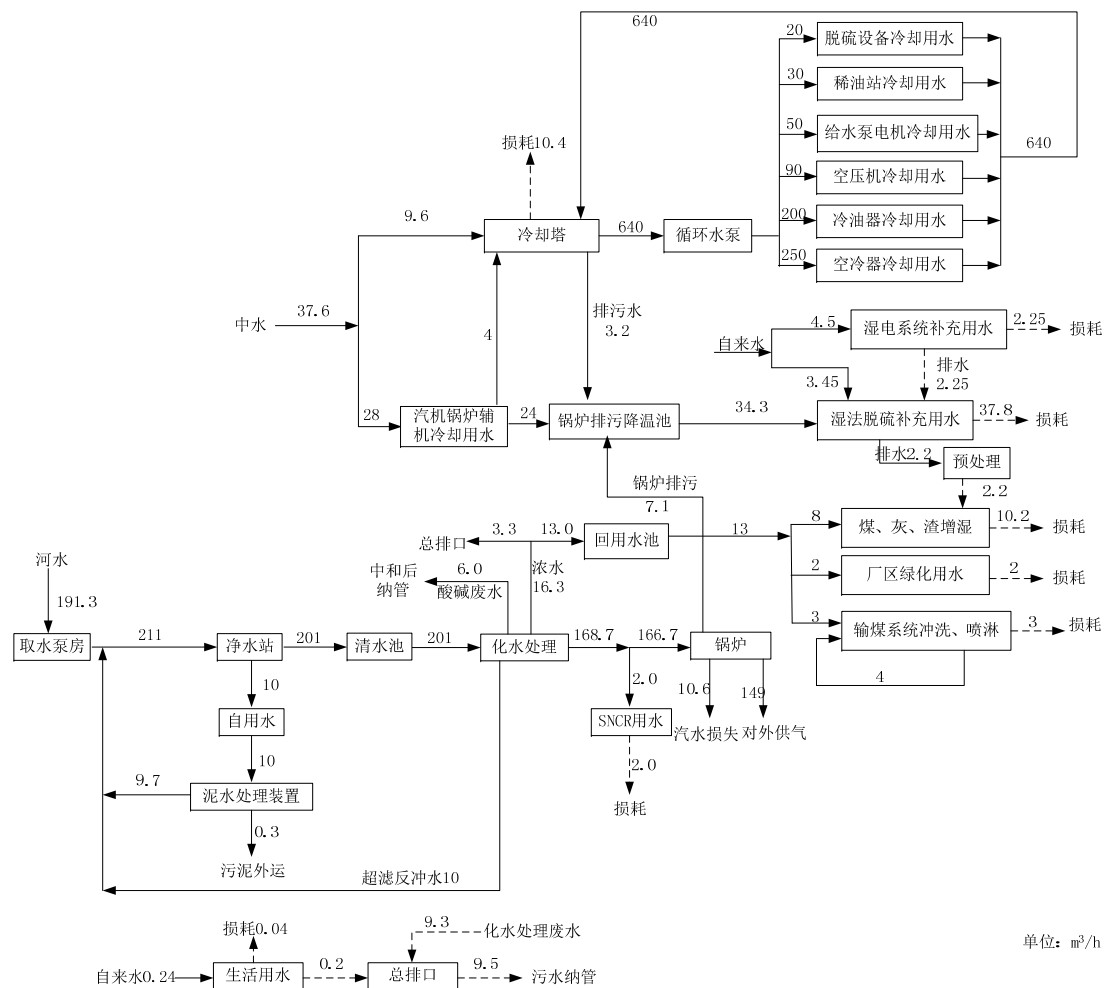 640
20
脱硫设备冷却用水
30
稀油站冷却用水
50
给水泵电机冷却用水
640
损耗10.4
90
空压机冷却用水
9.6
冷却塔
640
循环水泵
200
冷油器冷却用水
250
空冷器冷却用水
37.6
中水
排污水
3.2
4
自来水
4.5
湿电系统补充用水
2.25
损耗
排水
2.25
3.45
28
汽机锅炉辅
机冷却用水
24
锅炉排污降温池
34.3
湿法脱硫补充用水
37.8
损耗
排水2.2
预处理
2.2
锅炉排污
7.1
总排口
3.3
13.0
回用水池
13
8
煤、灰、渣增湿
10.2
损耗
河水
191.3
中和后
纳管
6.0
酸碱废水
浓水
16.3
2
厂区绿化用水
2
损耗
取水泵房
211
净水站
201
清水池
201
化水处理
168.7
166.7
锅炉
3
输煤系统冲洗、喷淋
3
损耗
4
10
2.0
10.6
149
自用水
SNCR用水
汽水损失
对外供气
10
2.0
9.7
泥水处理装置
损耗
0.3
污泥外运
超滤反冲水10
损耗0.04
9.3
化水处理废水
单位：m³/h
自来水0.24
生活用水
0.2
总排口
9.5
污水纳管